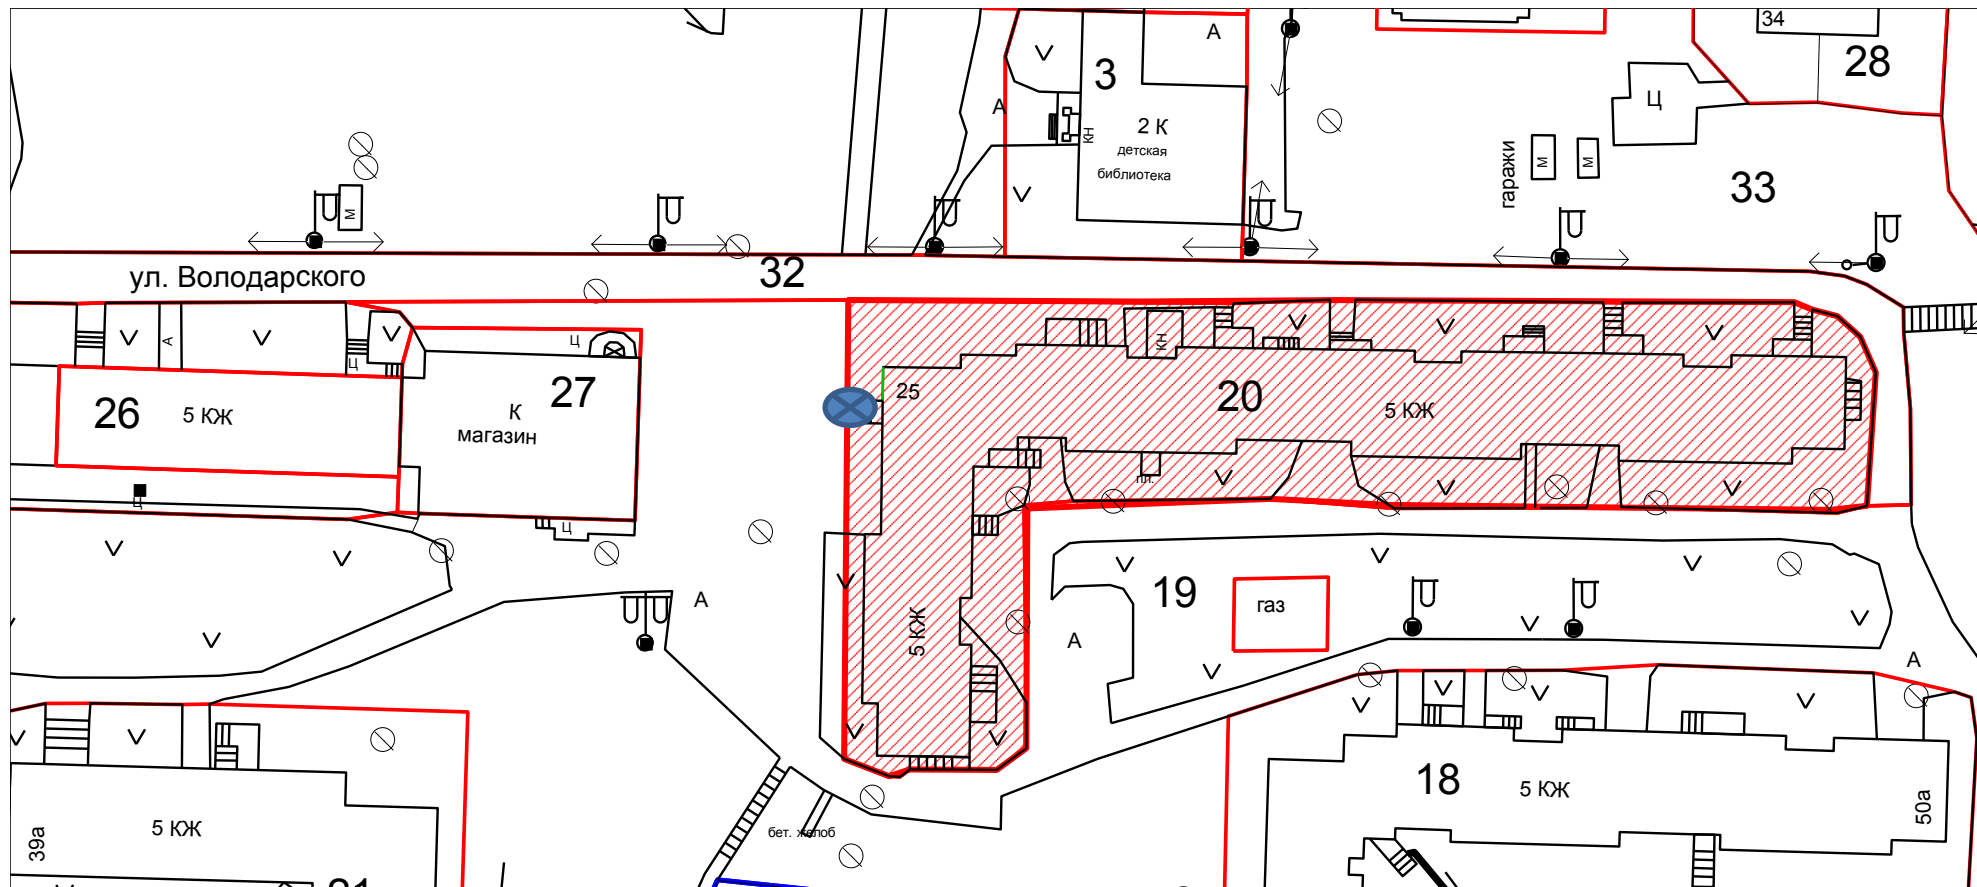 А
34
28
3
А
Ц
2 К
КН
детская
библиотека
гаражи
М
М
33
М
ул. Володарского
32
А
Ц
Ц
КН
27
25
20
5 КЖ
26
5 КЖ
К
магазин
пл.
Ц
Ц
19
газ
А
5 КЖ
А
А
18
5 КЖ
50а
5 КЖ
39а
бет. желоб